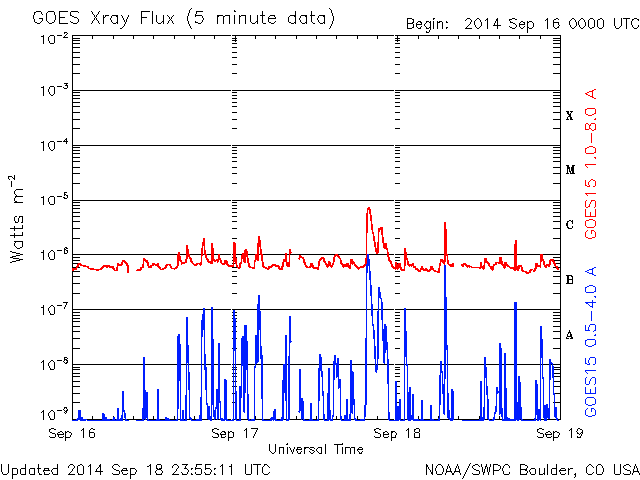 GOES Xray Flux (5 minute data)
Begin: 2014 Sep 16 0000 UTC
10⁻²
10⁻³
10⁻⁴
10⁻⁵
10⁻⁶
10⁻⁷
10⁻⁸
10⁻⁹
Watts m⁻²
X
M
C
B
A
GOES15 1.0-8.0 A
GOES15 0.5-4.0 A
Sep 16
Sep 17
Sep 18
Sep 19
Universal Time
Updated 2014 Sep 18 23:55:11 UTC
NOAA/SWPC Boulder, CO USA